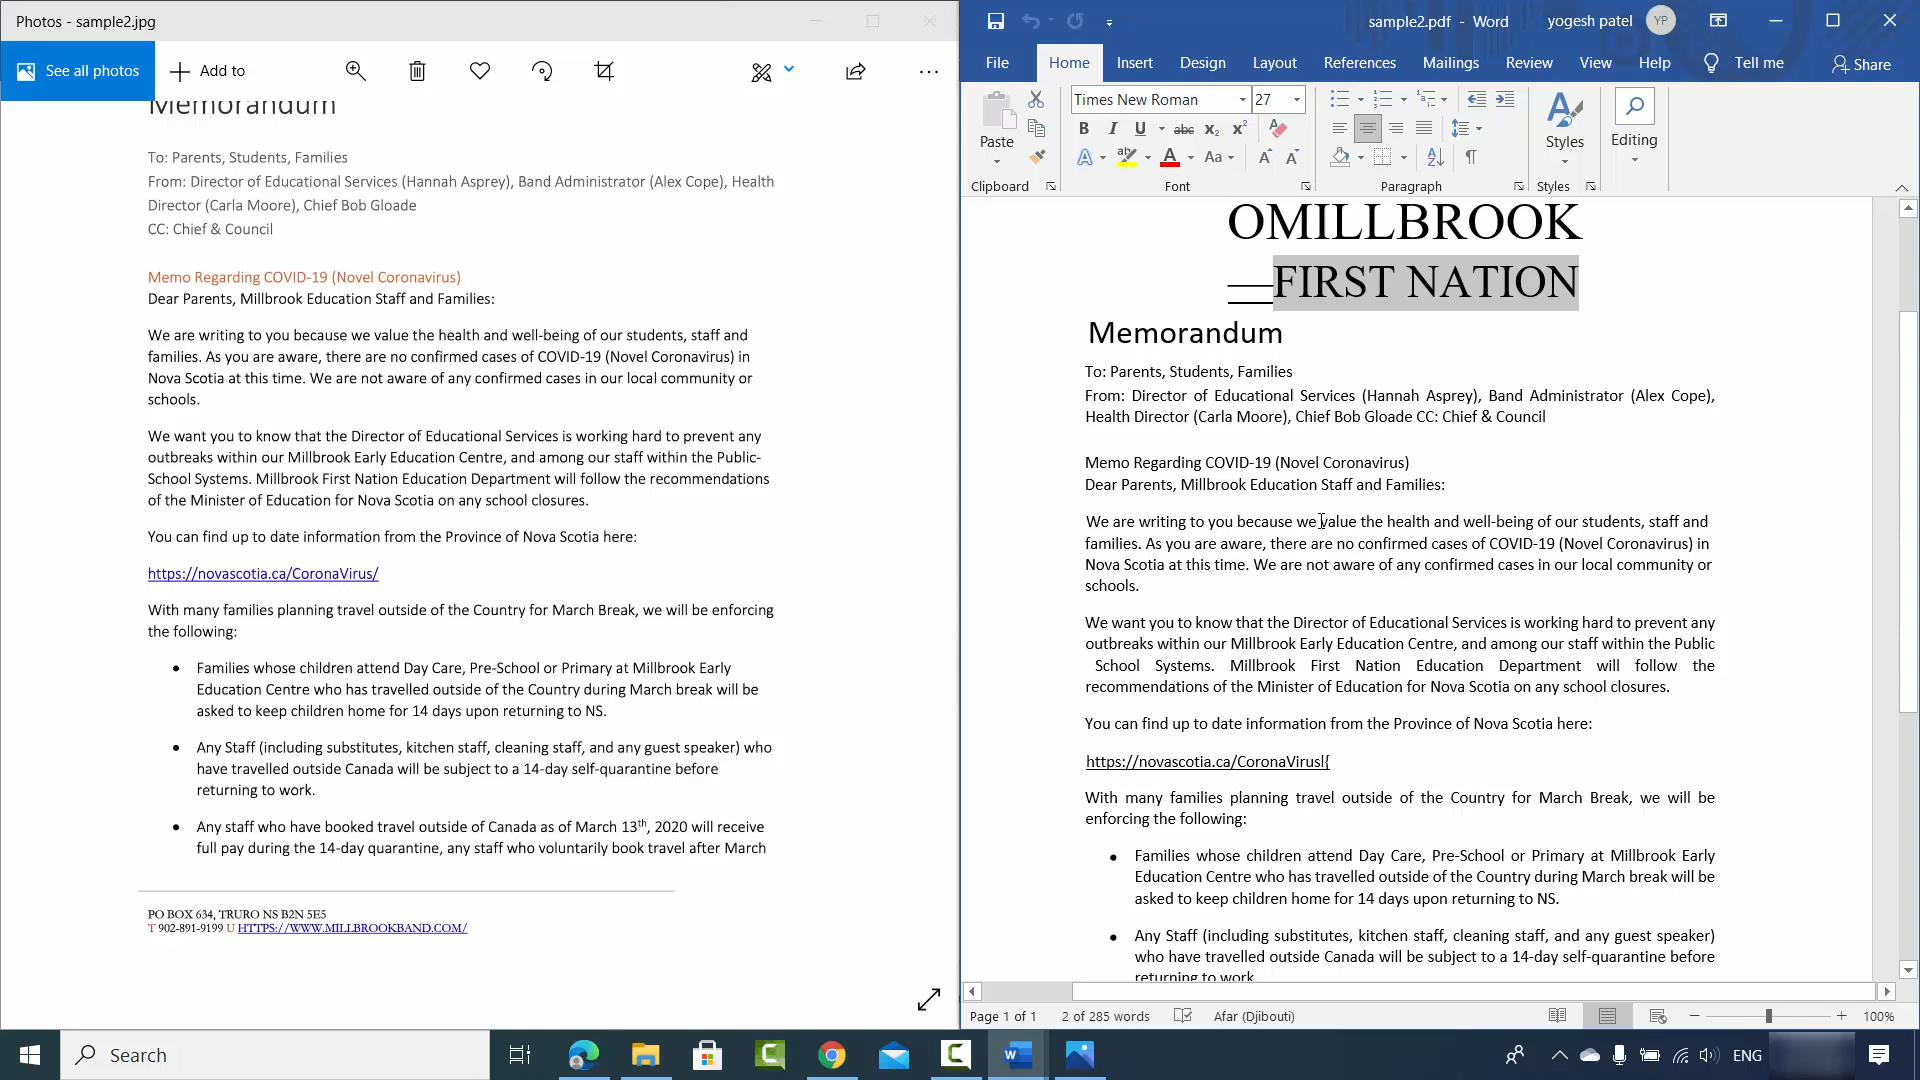 Photos - sample2.jpg
See all photos
Add to
Memorandum
To: Parents, Students, Families
From: Director of Educational Services (Hannah Asprey), Band Administrator (Alex Cope), Health
Director (Carla Moore), Chief Bob Gloade
CC: Chief & Council
Memo Regarding COVID-19 (Novel Coronavirus)
Dear Parents, Millbrook Education Staff and Families:
We are writing to you because we value the health and well-being of our students, staff and
families. As you are aware, there are no confirmed cases of COVID-19 (Novel Coronavirus) in
Nova Scotia at this time. We are not aware of any confirmed cases in our local community or
schools.
We want you to know that the Director of Educational Services is working hard to prevent any
outbreaks within our Millbrook Early Education Centre, and among our staff within the Public-
School Systems. Millbrook First Nation Education Department will follow the recommendations
of the Minister of Education for Nova Scotia on any school closures.
You can find up to date information from the Province of Nova Scotia here:
https://novascotia.ca/CoronaVirus/
With many families planning travel outside of the Country for March Break, we will be enforcing
the following:
• Families whose children attend Day Care, Pre-School or Primary at Millbrook Early
Education Centre who has travelled outside of the Country during March break will be
asked to keep children home for 14 days upon returning to NS.
• Any Staff (including substitutes, kitchen staff, cleaning staff, and any guest speaker) who
have travelled outside Canada will be subject to a 14-day self-quarantine before
returning to work.
• Any staff who have booked travel outside of Canada as of March 13th, 2020 will receive
full pay during the 14-day quarantine, any staff who voluntarily book travel after March
PO BOX 634, TRURO NS B2N 5E5
T 902-891-9199 U HTTPS://WWW.MILLBROOKBAND.COM/
sample2.pdf - Word
yogesh patel YP
File Home Insert Design Layout References Mailings Review View Help Tell me Share
Paste
Times New Roman 27
B I U abc X₂ X²
A ab A Aa A A
Styles
Editing
Clipboard Font Paragraph Styles
OMILLBROOK
FIRST NATION
Memorandum
To: Parents, Students, Families
From: Director of Educational Services (Hannah Asprey), Band Administrator (Alex Cope),
Health Director (Carla Moore), Chief Bob Gloade CC: Chief & Council
Memo Regarding COVID-19 (Novel Coronavirus)
Dear Parents, Millbrook Education Staff and Families:
We are writing to you because we value the health and well-being of our students, staff and
families. As you are aware, there are no confirmed cases of COVID-19 (Novel Coronavirus) in
Nova Scotia at this time. We are not aware of any confirmed cases in our local community or
schools.
We want you to know that the Director of Educational Services is working hard to prevent any
outbreaks within our Millbrook Early Education Centre, and among our staff within the Public
School Systems. Millbrook First Nation Education Department will follow the
recommendations of the Minister of Education for Nova Scotia on any school closures.
You can find up to date information from the Province of Nova Scotia here:
https://novascotia.ca/CoronaVirusl{
With many families planning travel outside of the Country for March Break, we will be
enforcing the following:
• Families whose children attend Day Care, Pre-School or Primary at Millbrook Early
Education Centre who has travelled outside of the Country during March break will be
asked to keep children home for 14 days upon returning to NS.
• Any Staff (including substitutes, kitchen staff, cleaning staff, and any guest speaker)
who have travelled outside Canada will be subject to a 14-day self-quarantine before
returning to work
Page 1 of 1 2 of 285 words Afar (Djibouti) 100%
Search
ENG